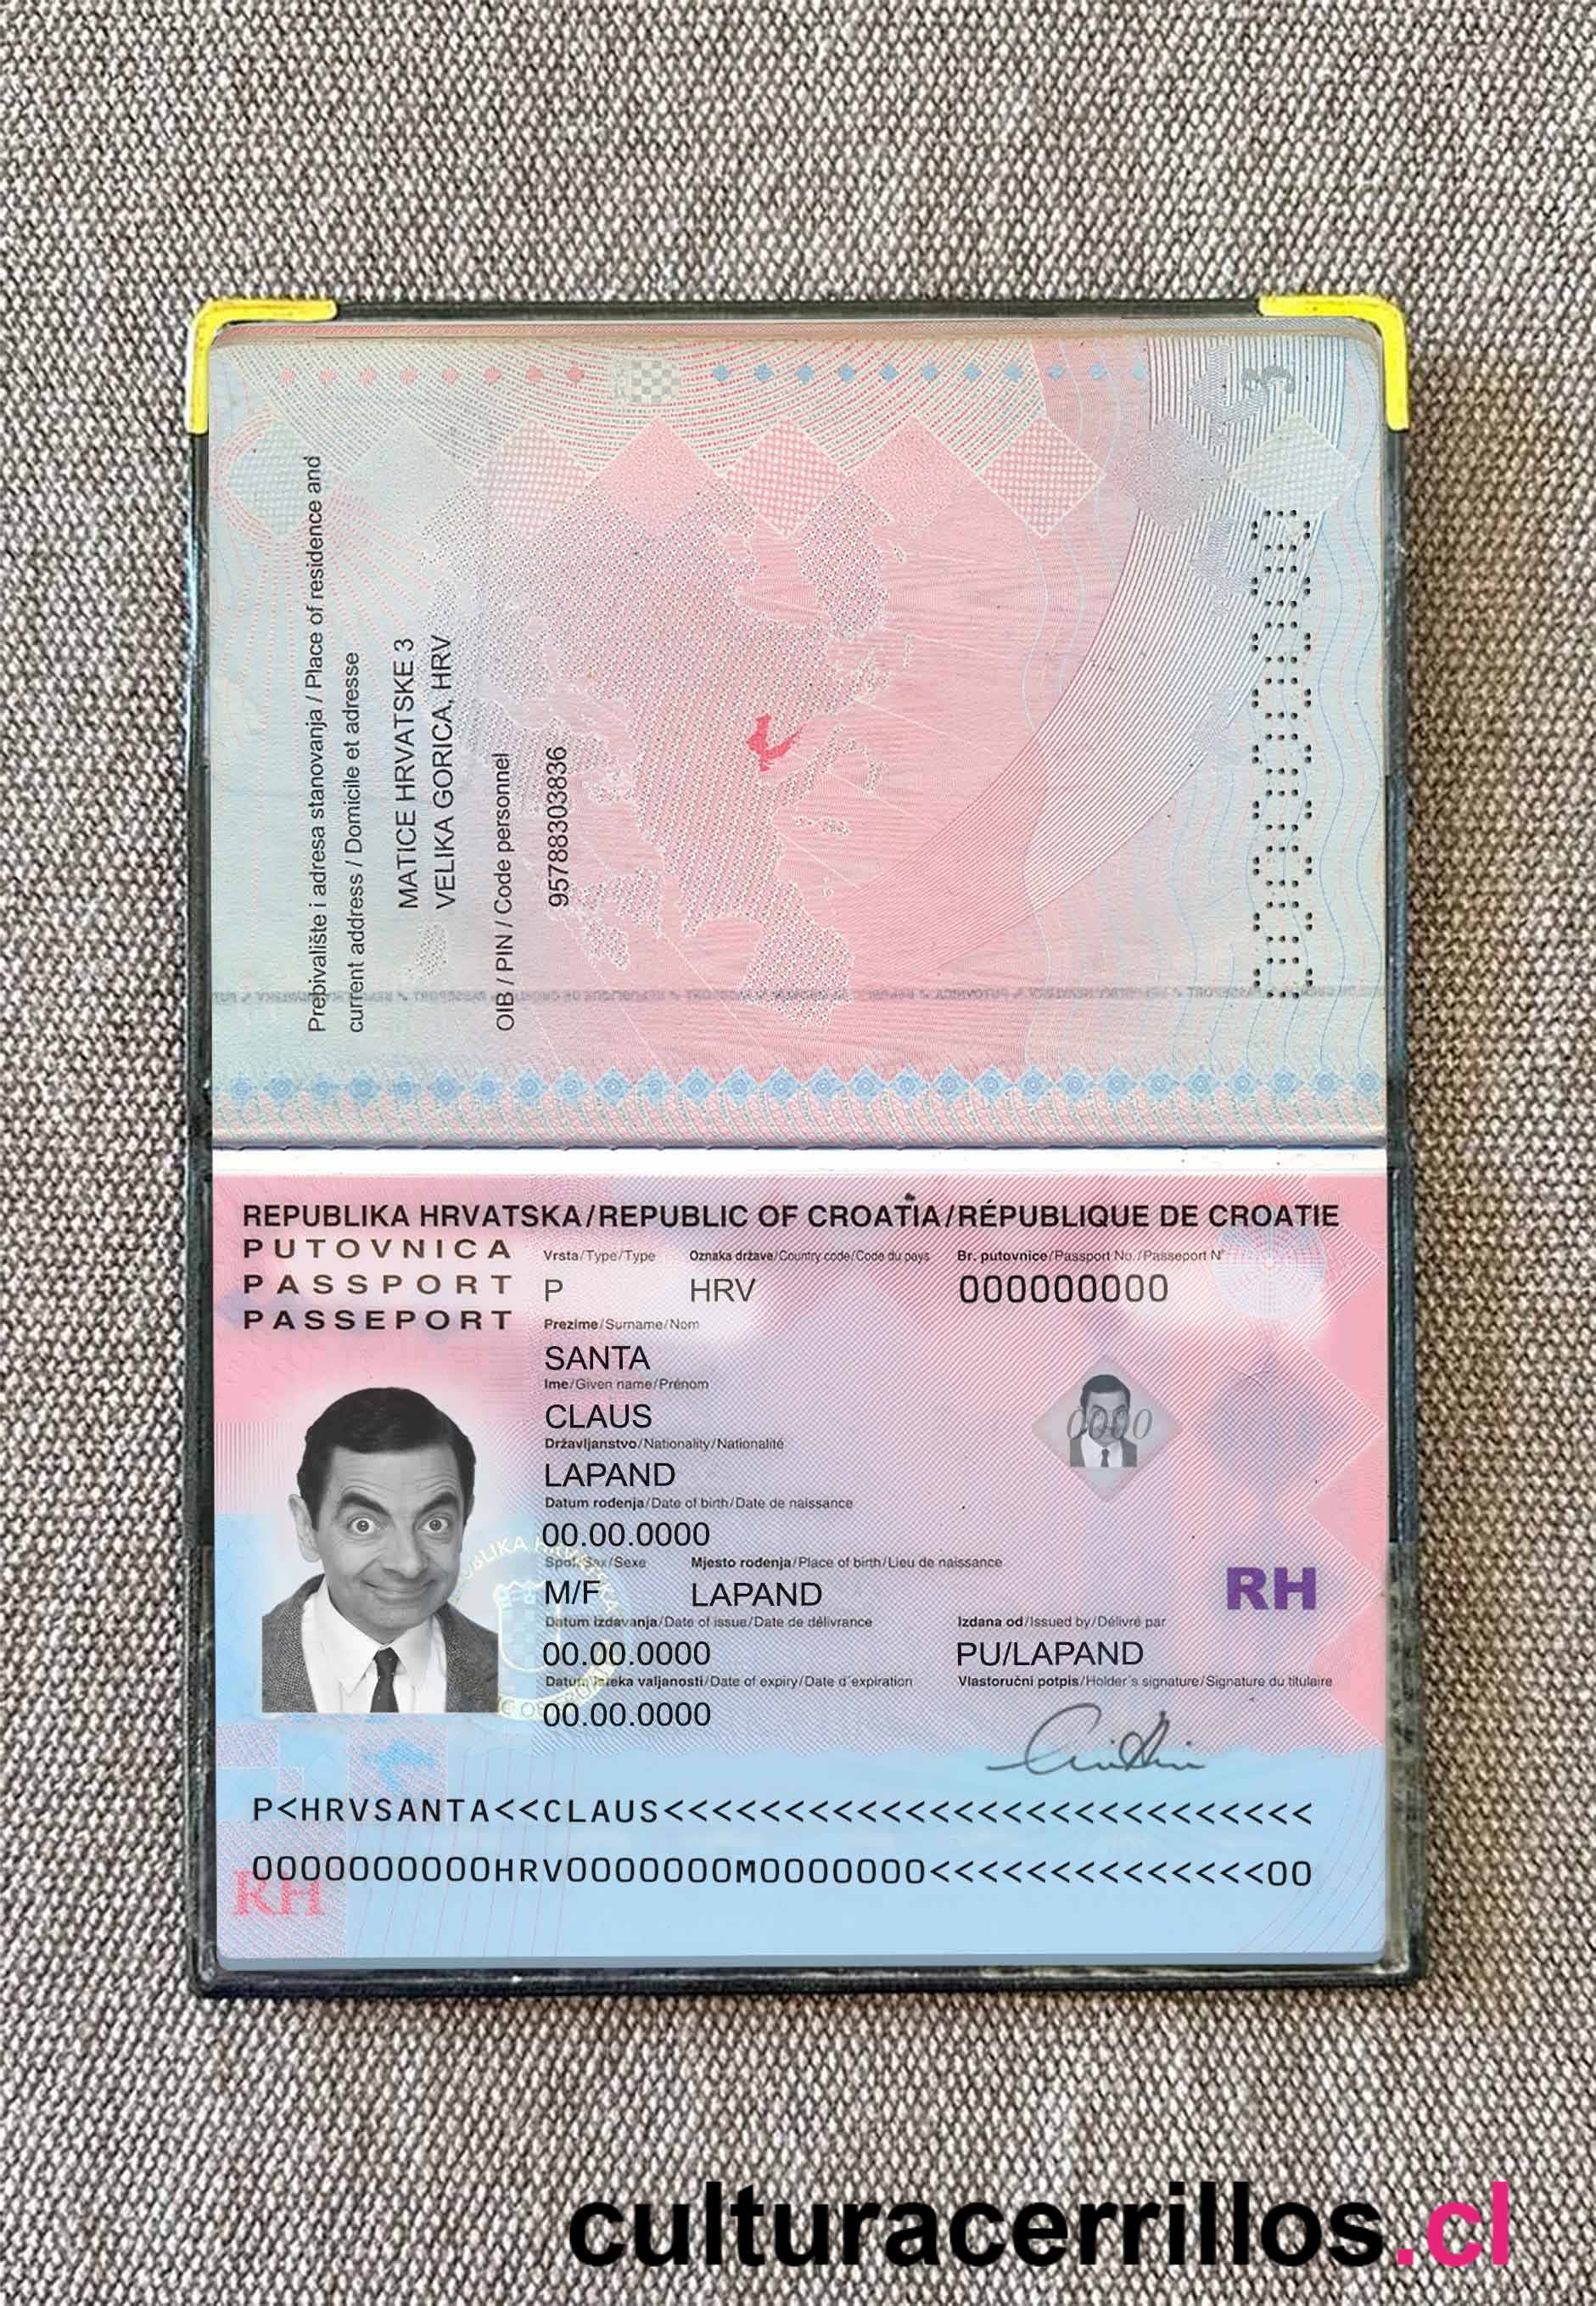 Prebivalište i adresa stanovanja / Place of residence and
current address / Domicile et adresse
MATICE HRVATSKE 3
VELIKA GORICA, HRV
OIB / PIN / Code personnel
95788303836
3
REPUBLIKA HRVATSKA/REPUBLIC OF CROATIA/RÉPUBLIQUE DE CROATIE
PUTOVNICA
PASSPORT
PASSEPORT
Vrsta/Type/Type Oznaka države/Country code/Code du pays Br. putovnice/Passport No./Passeport N°
P HRV 000000000
Prezime/Surname/Nom
SANTA
Ime/Given name/Prénom
CLAUS
Državljanstvo/Nationality/Nationalité
LAPAND
Datum rođenja/Date of birth/Date de naissance
00.00.0000
Spol/Sex/Sexe Mjesto rođenja/Place of birth/Lieu de naissance
M/F LAPAND
Datum izdavanja/Date of issue/Date de délivrance Izdana od/Issued by/Délivré par
00.00.0000 PU/LAPAND
Datum isteka valjanosti/Date of expiry/Date d'expiration Vlastoručni potpis/Holder's signature/Signature du titulaire
00.00.0000
0000
RH
P<HRVSANTA<<CLAUS<<<<<<<<<<<<<<<<<<<<<<<<<<<
0000000000HRV0000000M0000000<<<<<<<<<<<<<<00
RH
culturacerrillos.cl